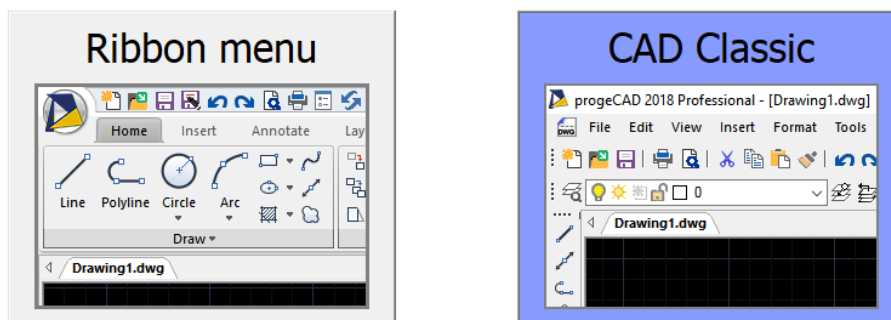 Ribbon menu
Home Insert Annotate Lay
Line Polyline Circle Arc
Draw
Drawing1.dwg
CAD Classic
progeCAD 2018 Professional - [Drawing1.dwg]
DWG File Edit View Insert Format Tools
0
Drawing1.dwg